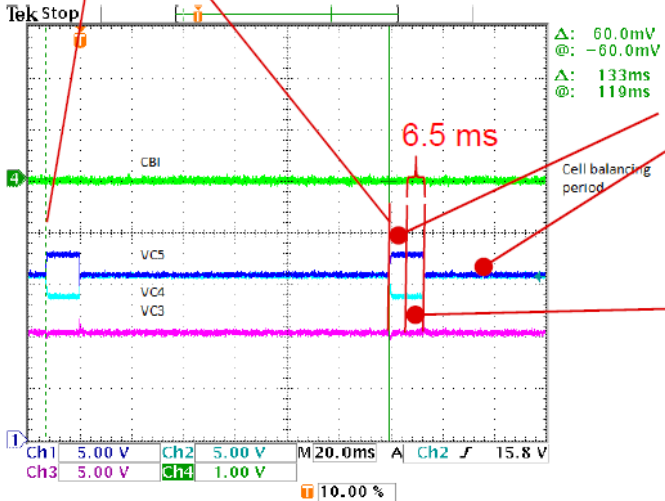 Tek Stop
T
T
Δ: 60.0mV
@: -60.0mV
Δ: 133ms
@: 119ms
6.5 ms
CBI
4
Cell balancing
period
VC5
VC4
VC3
1
Ch1 5.00 V Ch2 5.00 V M 20.0ms A Ch2 ʃ 15.8 V
Ch3 5.00 V Ch4 1.00 V
T 10.00 %